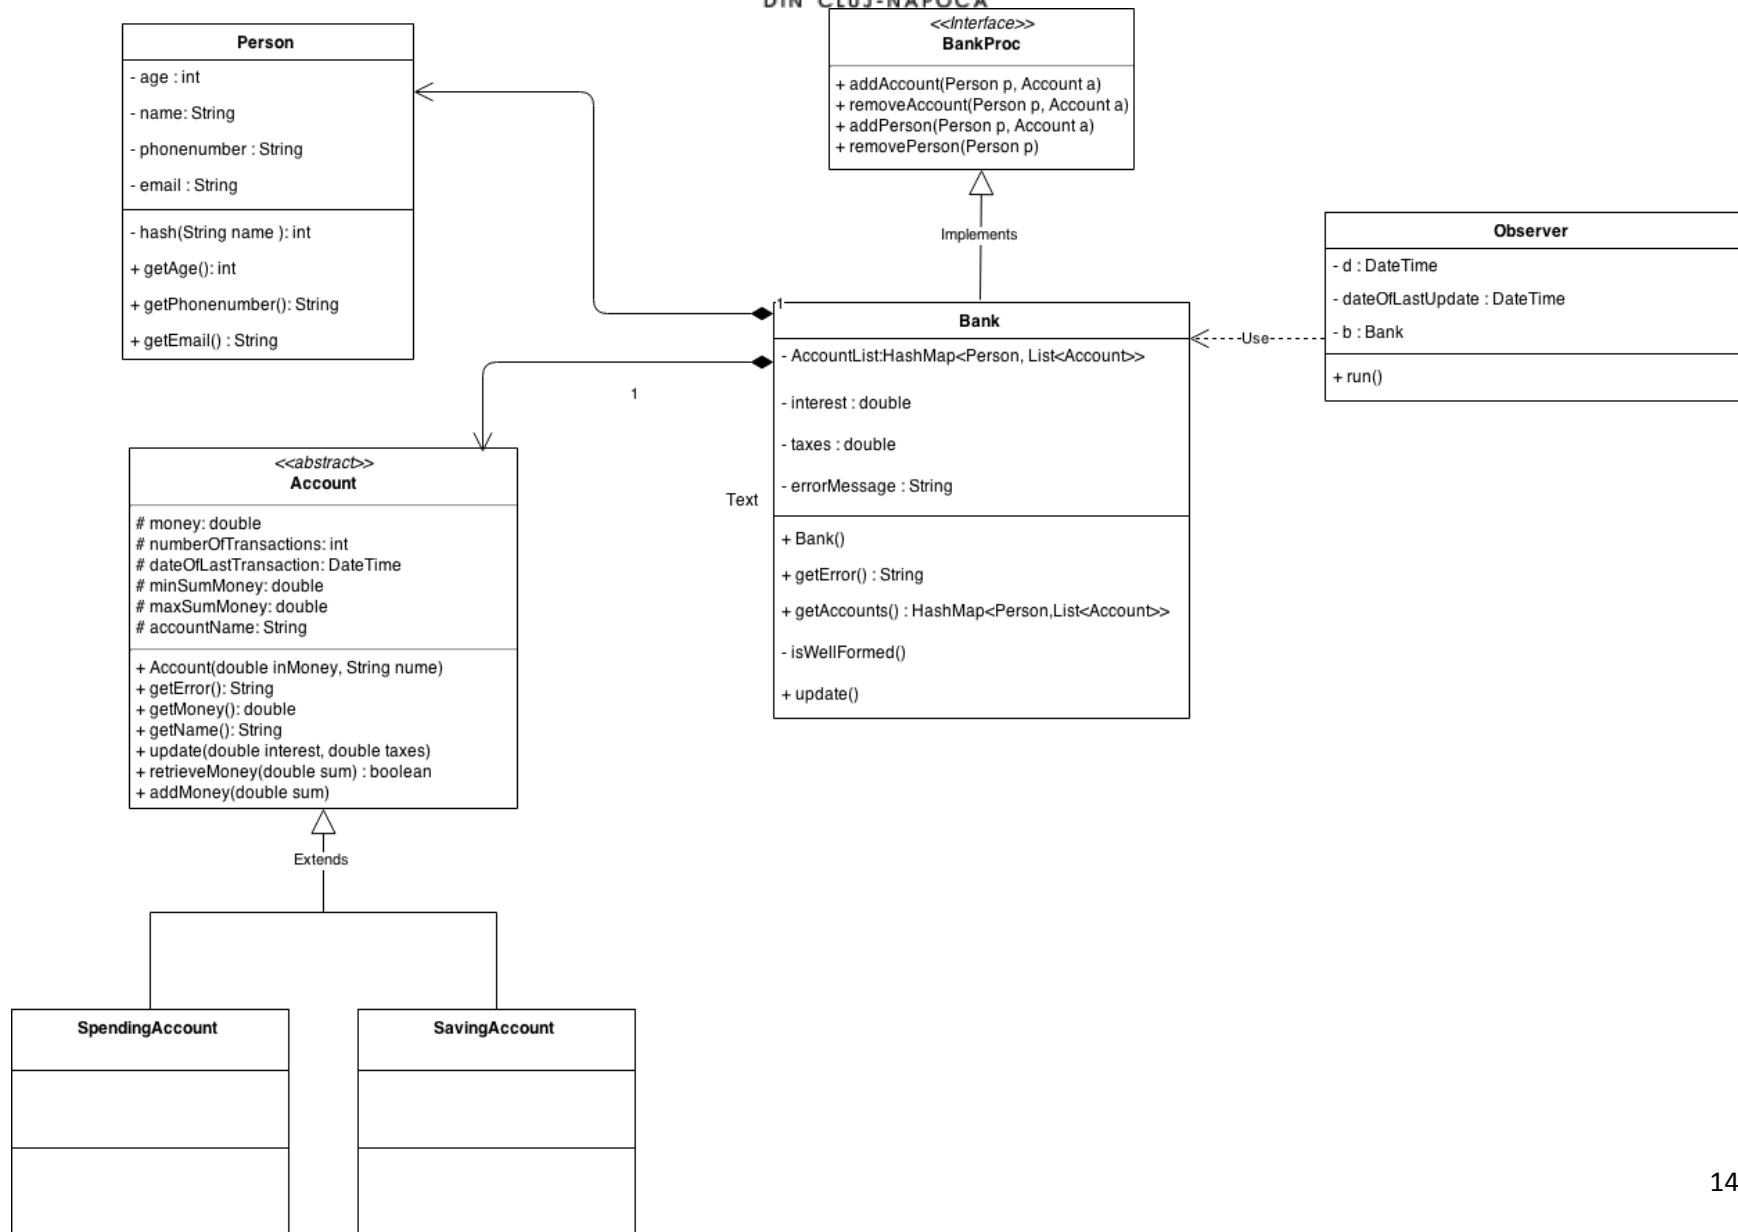 DIN CLUJ-NAPOCA
Person
- age : int
- name: String
- phonenumber : String
- email : String
- hash(String name ): int
+ getAge(): int
+ getPhonenumber(): String
+ getEmail() : String
<<Interface>>
BankProc
+ addAccount(Person p, Account a)
+ removeAccount(Person p, Account a)
+ addPerson(Person p, Account a)
+ removePerson(Person p)
Implements
Observer
- d : DateTime
- dateOfLastUpdate : DateTime
- b : Bank
+ run()
Use
1
Bank
- AccountList:HashMap<Person, List<Account>>
- interest : double
- taxes : double
- errorMessage : String
+ Bank()
+ getError() : String
+ getAccounts() : HashMap<Person,List<Account>>
- isWellFormed()
+ update()
1
Text
<<abstract>>
Account
# money: double
# numberOfTransactions: int
# dateOfLastTransaction: DateTime
# minSumMoney: double
# maxSumMoney: double
# accountName: String
+ Account(double inMoney, String nume)
+ getError(): String
+ getMoney(): double
+ getName(): String
+ update(double interest, double taxes)
+ retrieveMoney(double sum) : boolean
+ addMoney(double sum)
Extends
SpendingAccount
SavingAccount
14